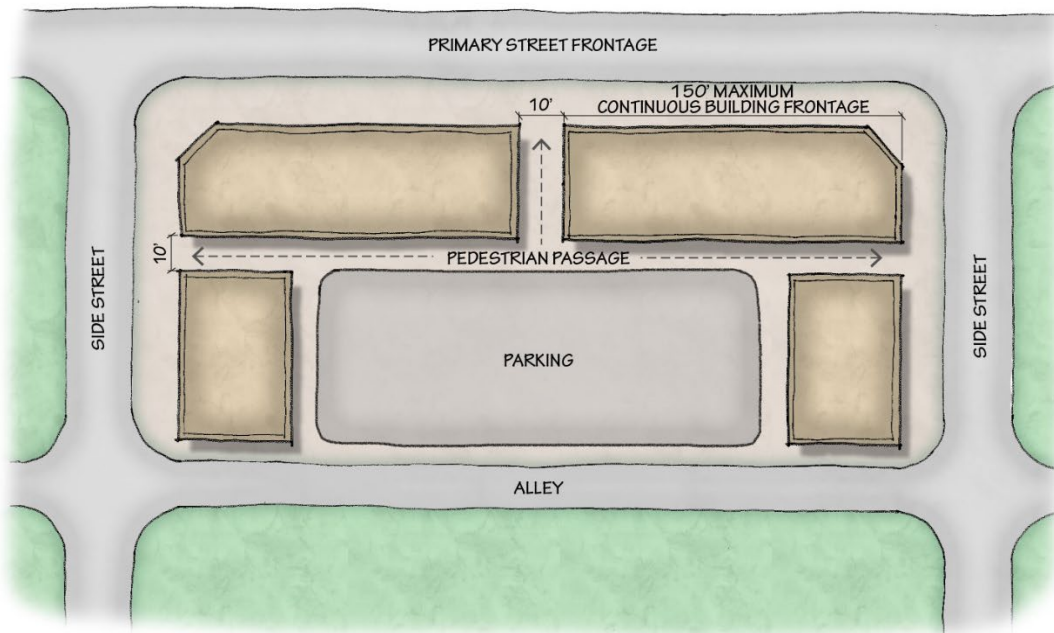 PRIMARY STREET FRONTAGE
150' MAXIMUM
10'
CONTINUOUS BUILDING FRONTAGE
10'
PEDESTRIAN PASSAGE
SIDE STREET
SIDE STREET
PARKING
ALLEY